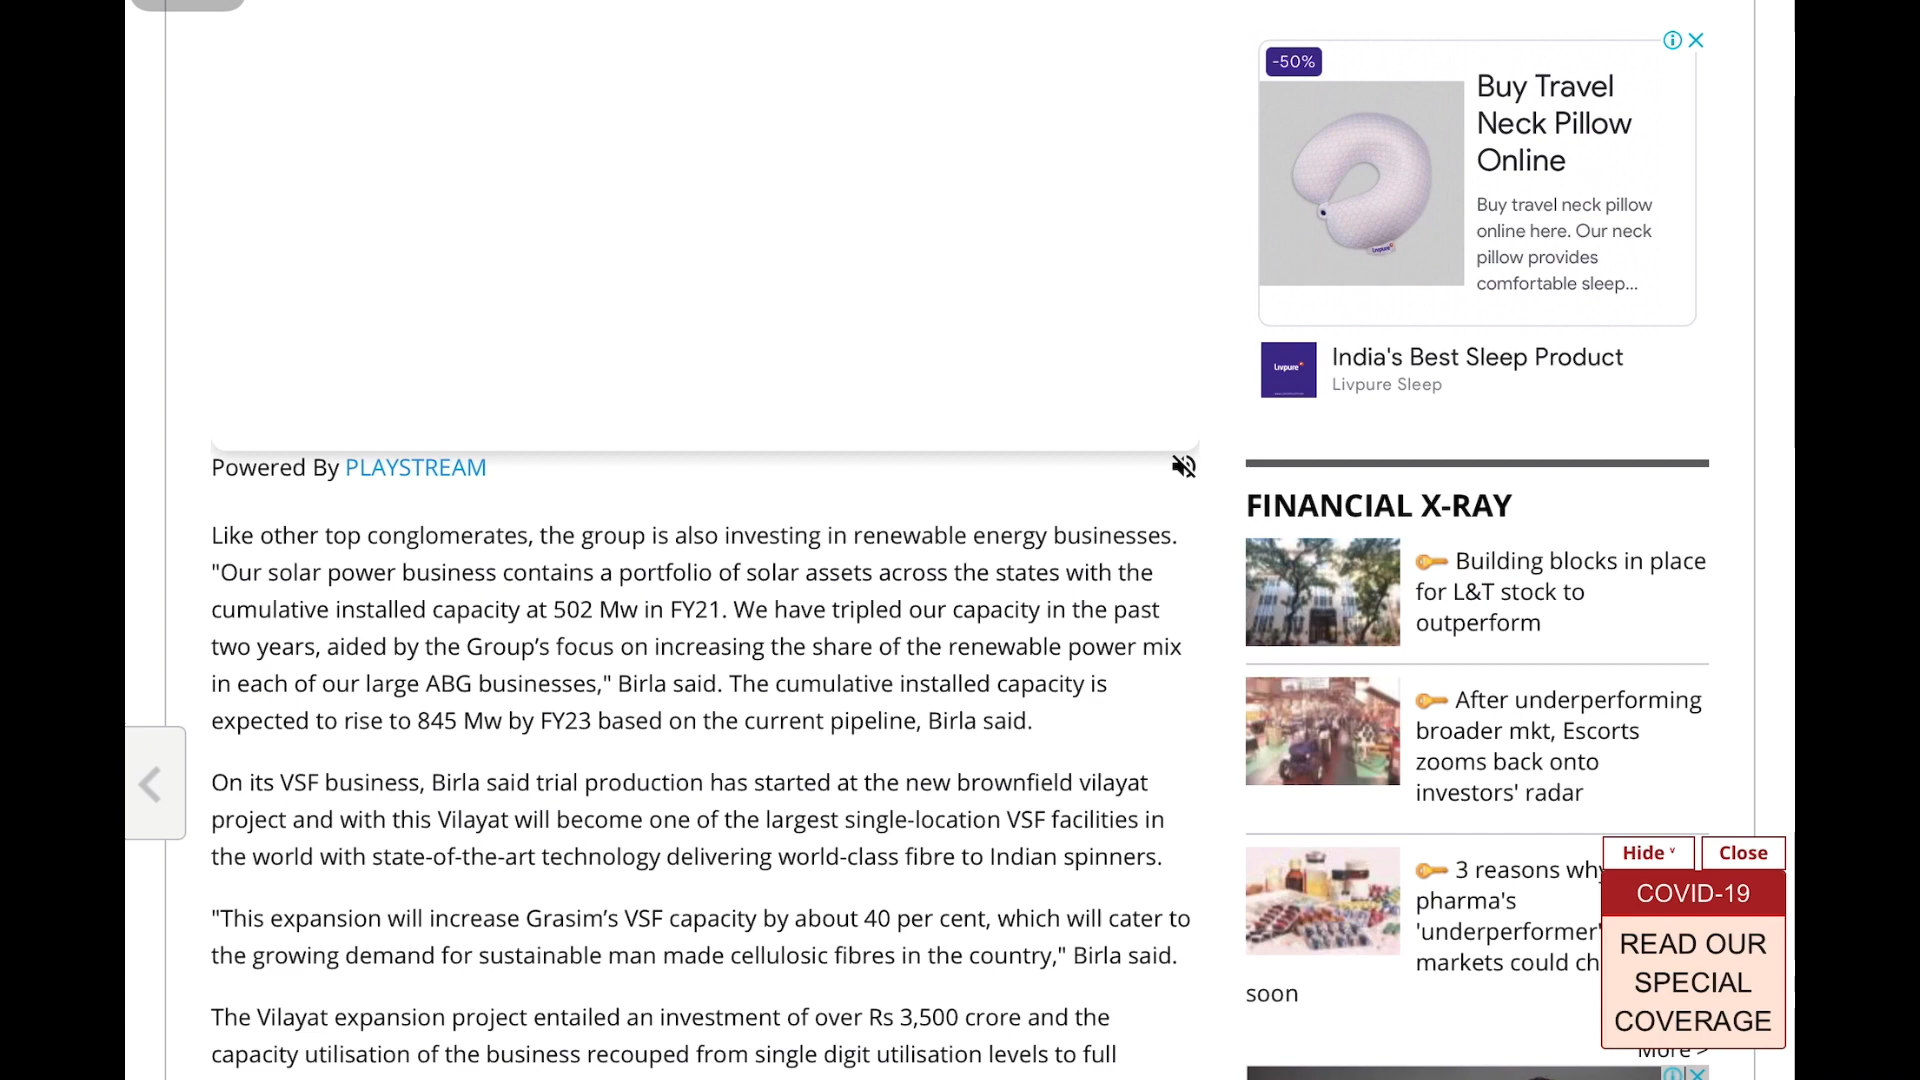 -50%
Buy Travel
Neck Pillow
Online
Buy travel neck pillow
online here. Our neck
pillow provides
comfortable sleep...
Livpure
India's Best Sleep Product
Livpure Sleep
Powered By PLAYSTREAM
Like other top conglomerates, the group is also investing in renewable energy businesses.
"Our solar power business contains a portfolio of solar assets across the states with the
cumulative installed capacity at 502 Mw in FY21. We have tripled our capacity in the past
two years, aided by the Group’s focus on increasing the share of the renewable power mix
in each of our large ABG businesses," Birla said. The cumulative installed capacity is
expected to rise to 845 Mw by FY23 based on the current pipeline, Birla said.
On its VSF business, Birla said trial production has started at the new brownfield vilayat
project and with this Vilayat will become one of the largest single-location VSF facilities in
the world with state-of-the-art technology delivering world-class fibre to Indian spinners.
"This expansion will increase Grasim’s VSF capacity by about 40 per cent, which will cater to
the growing demand for sustainable man made cellulosic fibres in the country," Birla said.
The Vilayat expansion project entailed an investment of over Rs 3,500 crore and the
capacity utilisation of the business recouped from single digit utilisation levels to full
FINANCIAL X-RAY
Building blocks in place
for L&T stock to
outperform
After underperforming
broader mkt, Escorts
zooms back onto
investors' radar
3 reasons why
pharma's
'underperformer'
markets could ch
soon
More >
Hide ˅
Close
COVID-19
READ OUR
SPECIAL
COVERAGE